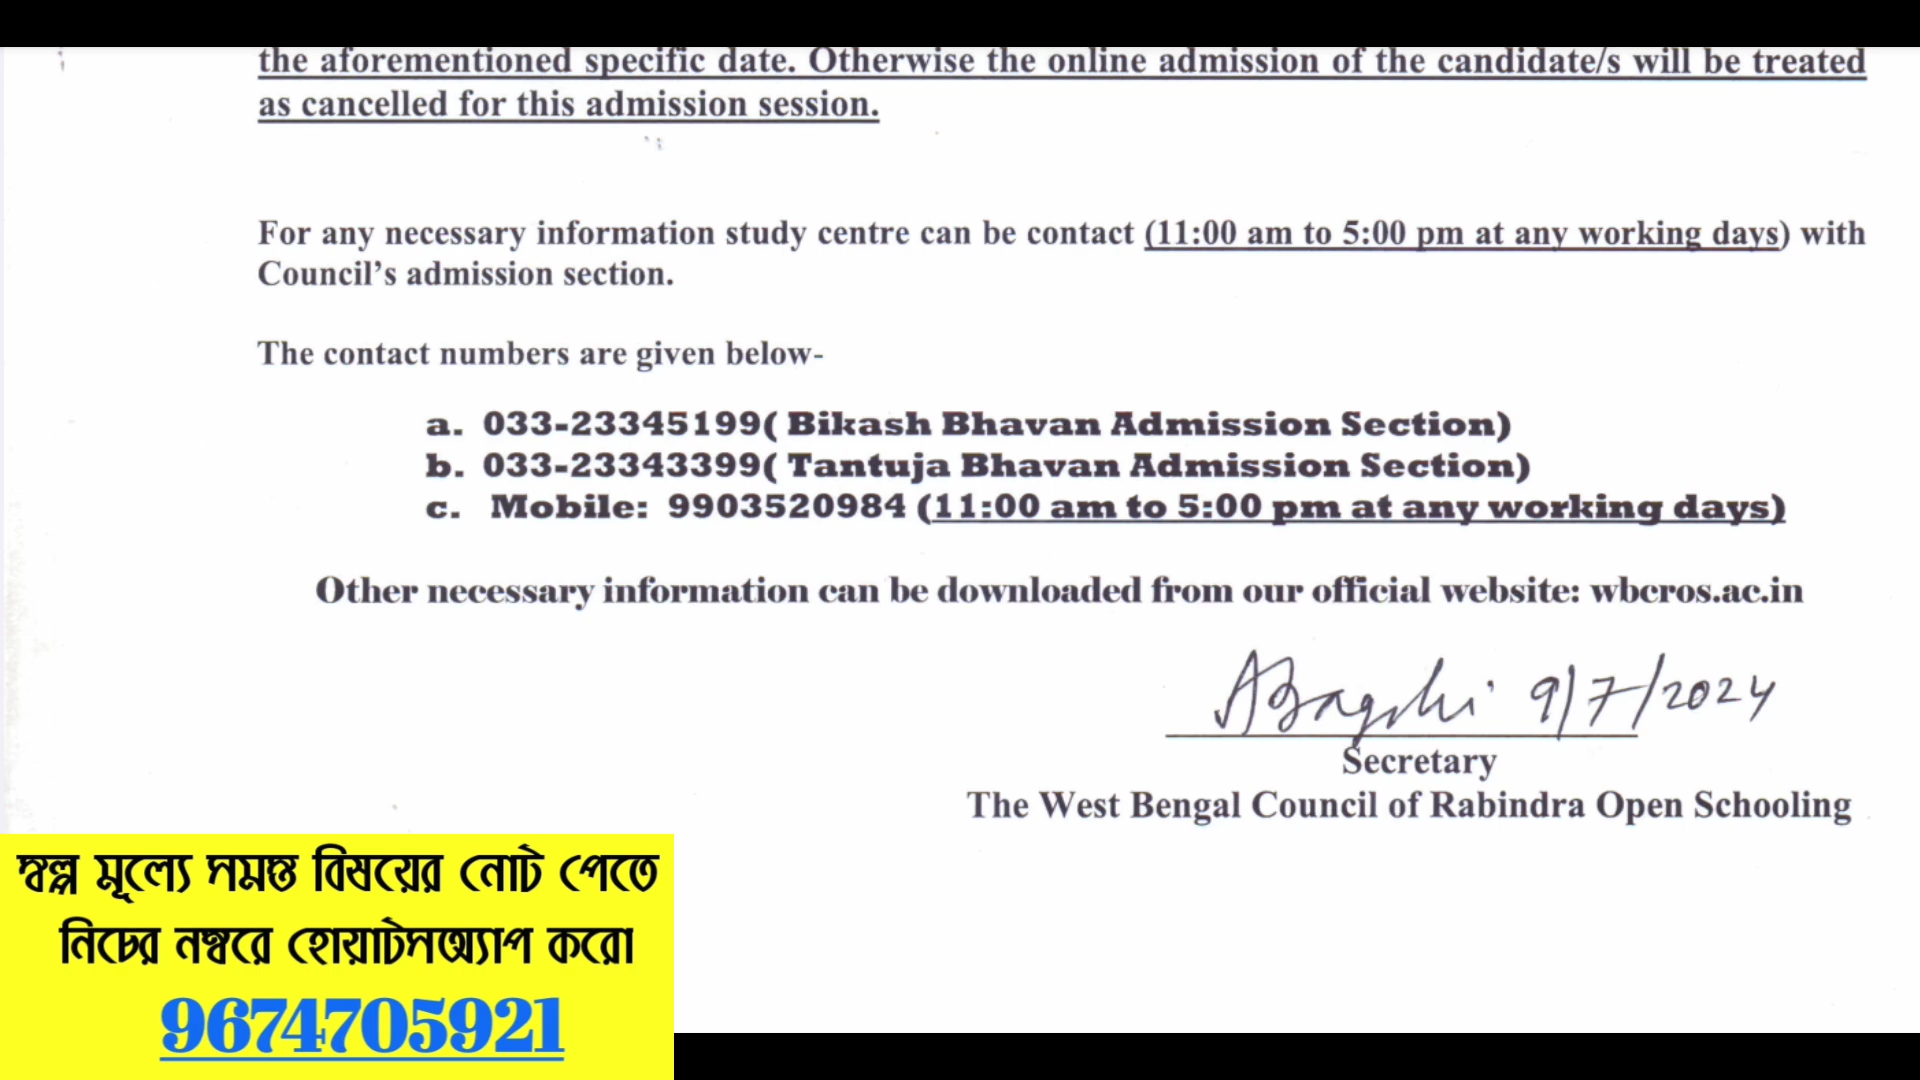 the aforementioned specific date. Otherwise the online admission of the candidate/s will be treated
as cancelled for this admission session.
For any necessary information study centre can be contact (11:00 am to 5:00 pm at any working days) with
Council’s admission section.
The contact numbers are given below-
a. 033-23345199( Bikash Bhavan Admission Section)
b. 033-23343399( Tantuja Bhavan Admission Section)
c. Mobile: 9903520984 (11:00 am to 5:00 pm at any working days)
Other necessary information can be downloaded from our official website: wbcros.ac.in
ABagchi 9/7/2024
Secretary
The West Bengal Council of Rabindra Open Schooling
স্বল্প মূল্যে সমস্ত বিষয়ের নোট পেতে
নিচের নম্বরে হোয়াটসঅ্যাপ করো
9674705921